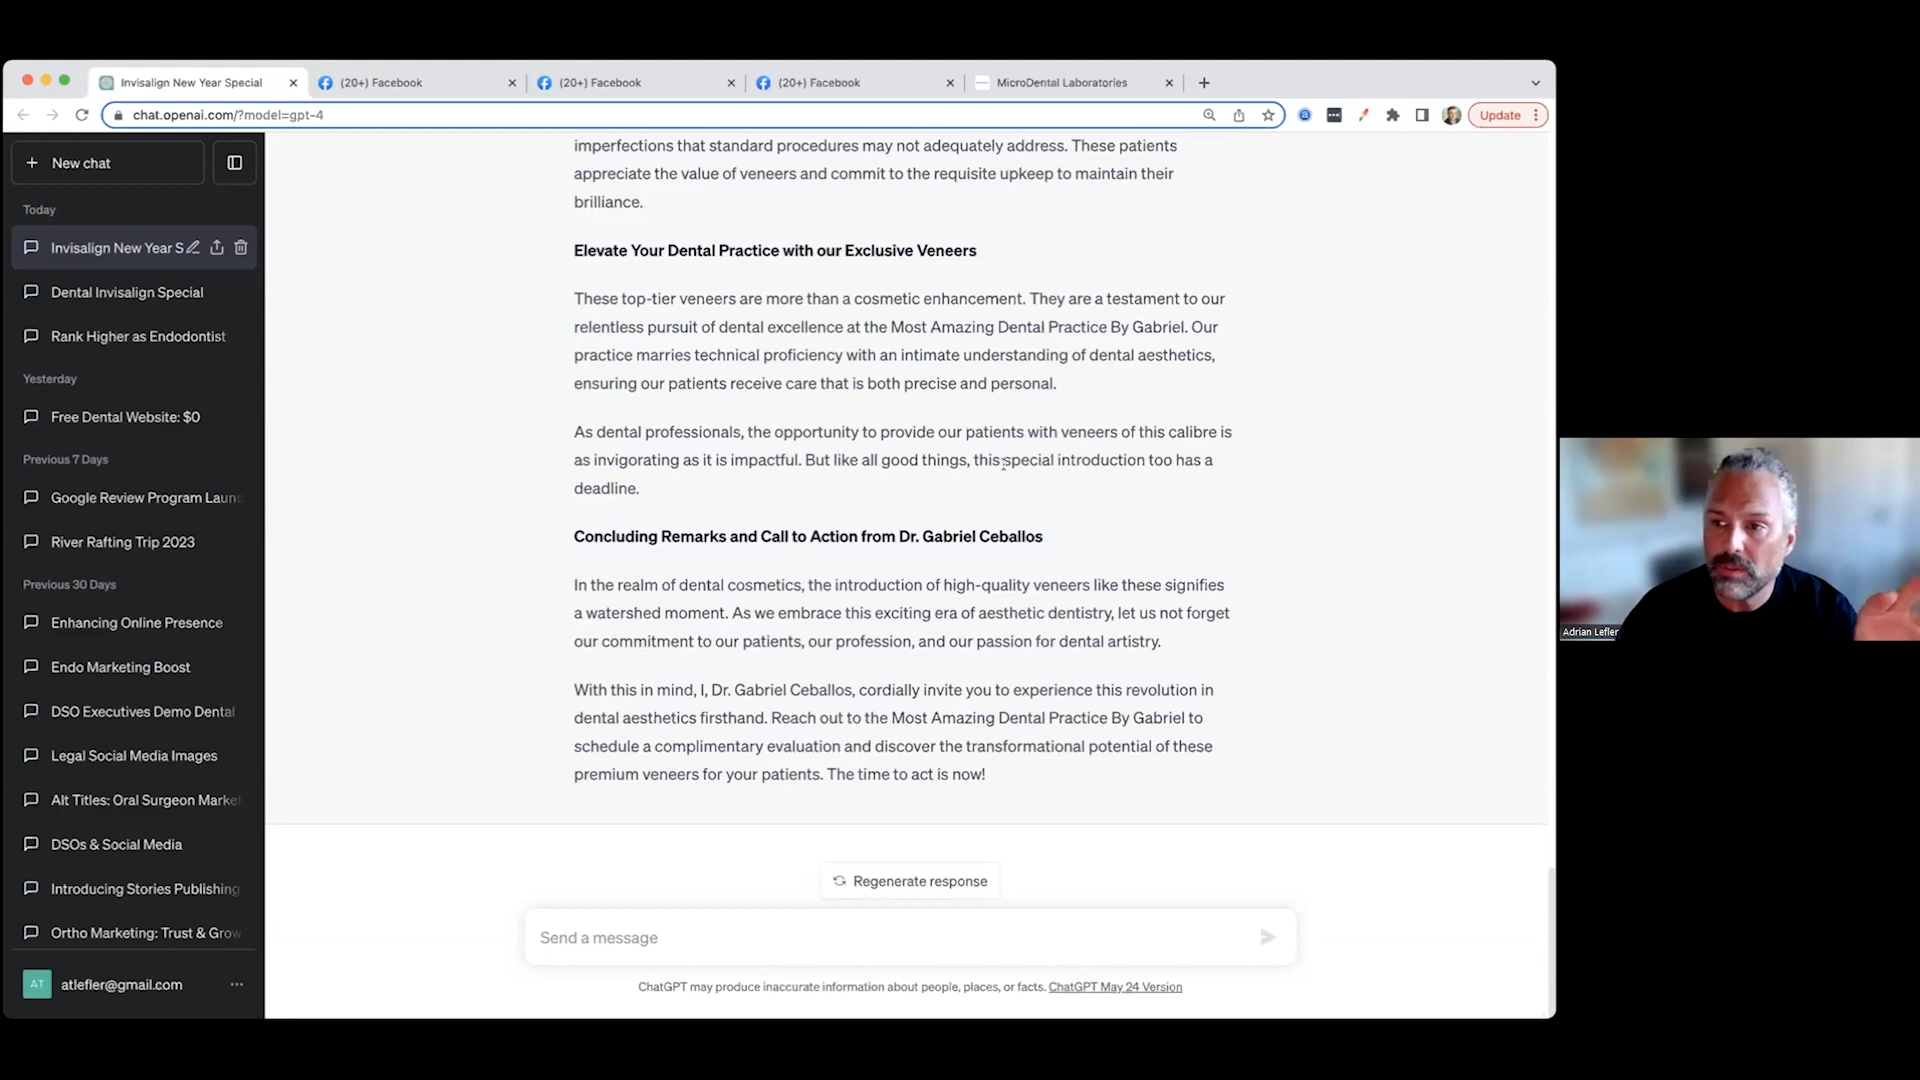 Invisalign New Year Special
(20+) Facebook
(20+) Facebook
(20+) Facebook
MicroDental Laboratories
chat.openai.com/?model=gpt-4
Update
New chat
Today
Invisalign New Year S
Dental Invisalign Special
Rank Higher as Endodontist
Yesterday
Free Dental Website: $0
Previous 7 Days
Google Review Program Laun
River Rafting Trip 2023
Previous 30 Days
Enhancing Online Presence
Endo Marketing Boost
DSO Executives Demo Dental
Legal Social Media Images
Alt Titles: Oral Surgeon Market
DSOs & Social Media
Introducing Stories Publishing
Ortho Marketing: Trust & Grow
AT
atlefler@gmail.com
imperfections that standard procedures may not adequately address. These patients
appreciate the value of veneers and commit to the requisite upkeep to maintain their
brilliance.
Elevate Your Dental Practice with our Exclusive Veneers
These top-tier veneers are more than a cosmetic enhancement. They are a testament to our
relentless pursuit of dental excellence at the Most Amazing Dental Practice By Gabriel. Our
practice marries technical proficiency with an intimate understanding of dental aesthetics,
ensuring our patients receive care that is both precise and personal.
As dental professionals, the opportunity to provide our patients with veneers of this calibre is
as invigorating as it is impactful. But like all good things, this special introduction too has a
deadline.
Concluding Remarks and Call to Action from Dr. Gabriel Ceballos
In the realm of dental cosmetics, the introduction of high-quality veneers like these signifies
a watershed moment. As we embrace this exciting era of aesthetic dentistry, let us not forget
our commitment to our patients, our profession, and our passion for dental artistry.
With this in mind, I, Dr. Gabriel Ceballos, cordially invite you to experience this revolution in
dental aesthetics firsthand. Reach out to the Most Amazing Dental Practice By Gabriel to
schedule a complimentary evaluation and discover the transformational potential of these
premium veneers for your patients. The time to act is now!
Regenerate response
Send a message
ChatGPT may produce inaccurate information about people, places, or facts. ChatGPT May 24 Version
Adrian Lefler